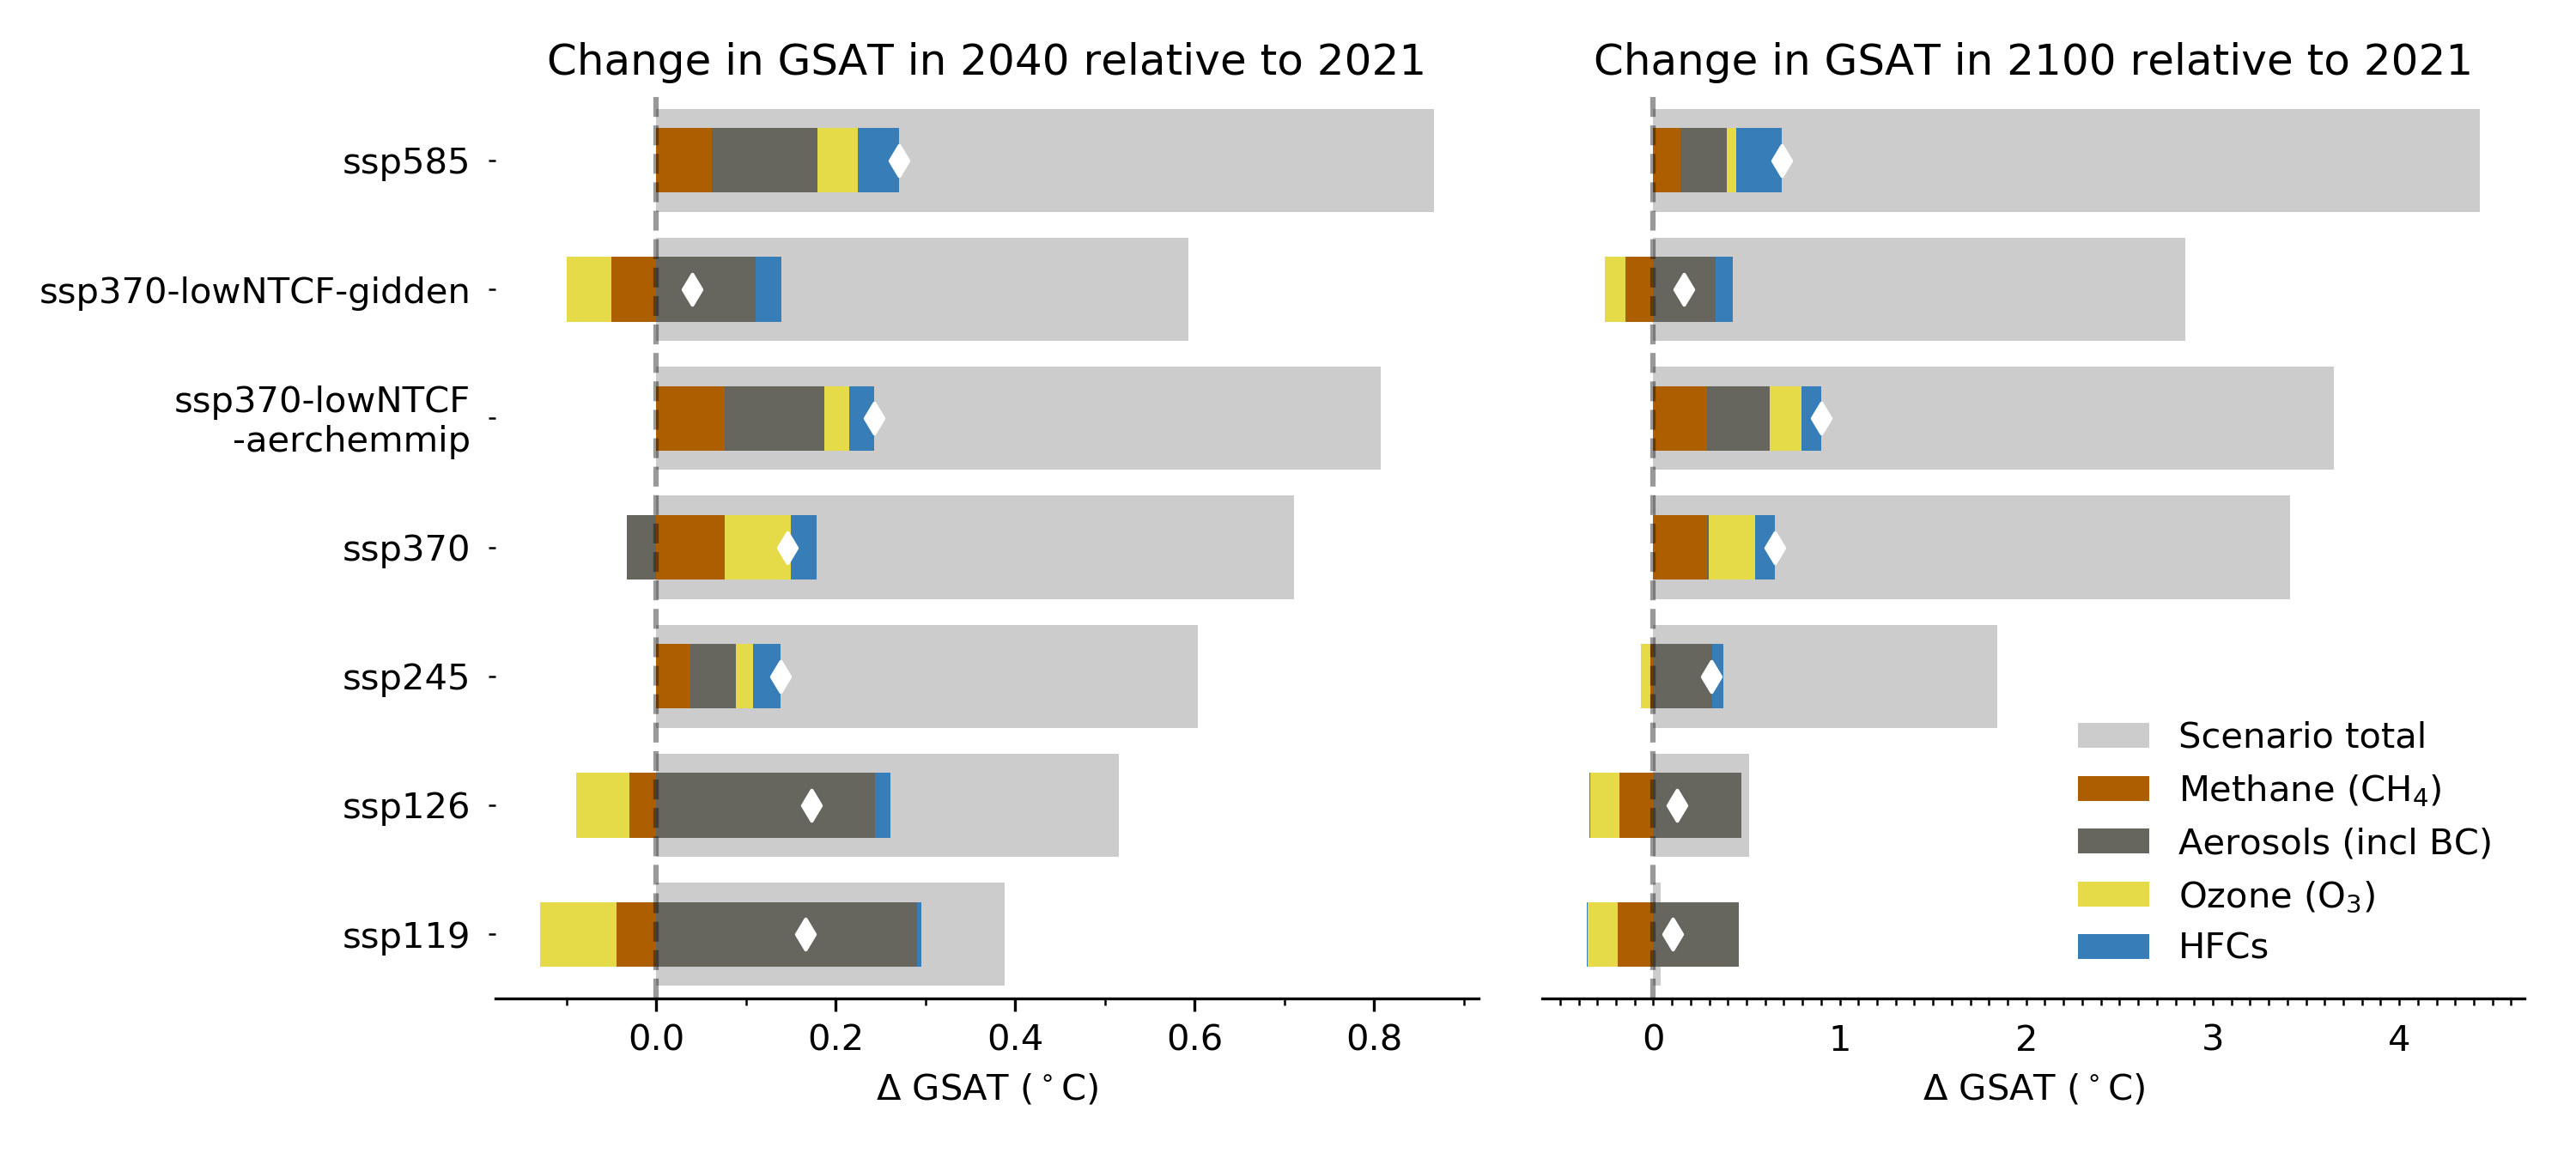 Change in GSAT in 2040 relative to 2021
ssp585
ssp370-lowNTCF-gidden
ssp370-lowNTCF
-aerchemmip
ssp370
ssp245
ssp126
ssp119
0.0 0.2 0.4 0.6 0.8
Δ GSAT (°C)
Change in GSAT in 2100 relative to 2021
Scenario total
Methane (CH₄)
Aerosols (incl BC)
Ozone (O₃)
HFCs
0 1 2 3 4
Δ GSAT (°C)